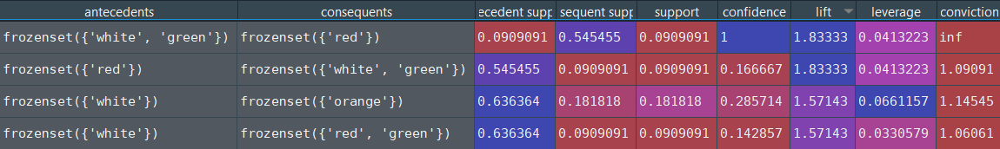 antecedents consequents ecedent supp sequent supp support confidence lift leverage conviction
frozenset({'white', 'green'}) frozenset({'red'}) 0.0909091 0.545455 0.0909091 1 1.83333 0.0413223 inf
frozenset({'red'}) frozenset({'white', 'green'}) 0.545455 0.0909091 0.0909091 0.166667 1.83333 0.0413223 1.09091
frozenset({'white'}) frozenset({'orange'}) 0.636364 0.181818 0.181818 0.285714 1.57143 0.0661157 1.14545
frozenset({'white'}) frozenset({'red', 'green'}) 0.636364 0.0909091 0.0909091 0.142857 1.57143 0.0330579 1.06061